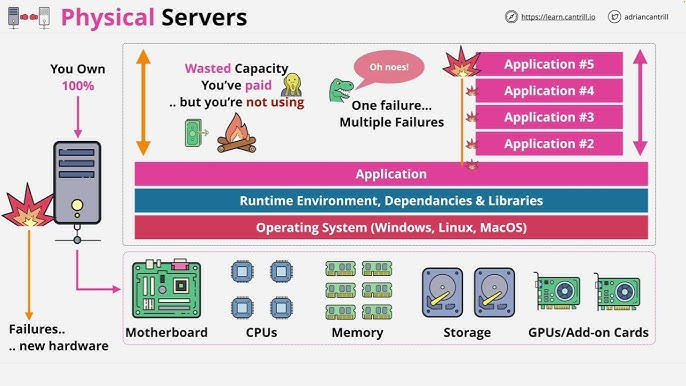 Physical Servers
https://learn.cantrill.io
adriancantrill
You Own
100%
Wasted Capacity
You've paid
.. but you're not using
Oh noes!
One failure...
Multiple Failures
Application #5
Application #4
Application #3
Application #2
Application
Runtime Environment, Dependancies & Libraries
Operating System (Windows, Linux, MacOS)
Failures..
.. new hardware
Motherboard
CPUs
Memory
Storage
GPUs/Add-on Cards